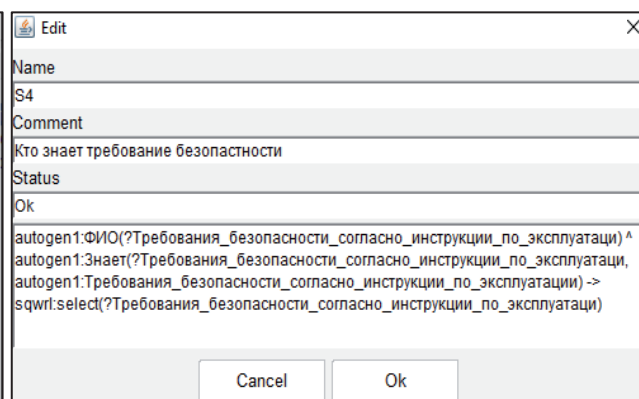 Edit
Name
S4
Comment
Кто знает требование безопастности
Status
Ok
autogen1:ФИО(?Требования_безопасности_согласно_инструкции_по_эксплуатаци) ^
autogen1:Знает(?Требования_безопасности_согласно_инструкции_по_эксплуатаци,
autogen1:Требования_безопасности_согласно_инструкции_по_эксплуатации) ->
sqwrl:select(?Требования_безопасности_согласно_инструкции_по_эксплуатаци)
Cancel Ok